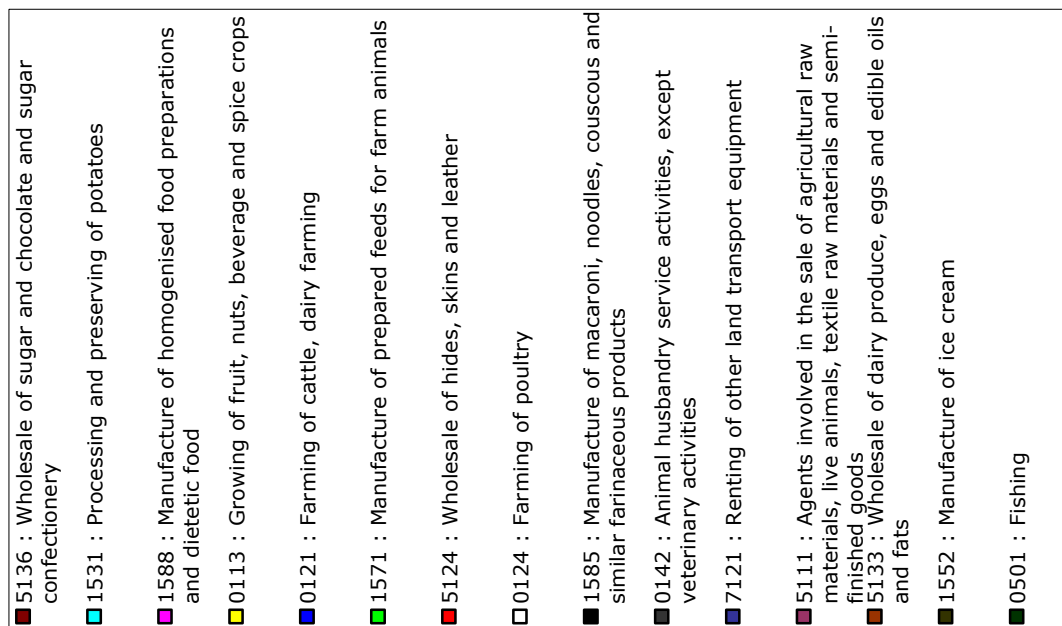 5136 : Wholesale of sugar and chocolate and sugar
confectionery
1531 : Processing and preserving of potatoes
1588 : Manufacture of homogenised food preparations
and dietetic food
0113 : Growing of fruit, nuts, beverage and spice crops
0121 : Farming of cattle, dairy farming
1571 : Manufacture of prepared feeds for farm animals
5124 : Wholesale of hides, skins and leather
0124 : Farming of poultry
1585 : Manufacture of macaroni, noodles, couscous and
similar farinaceous products
0142 : Animal husbandry service activities, except
veterinary activities
7121 : Renting of other land transport equipment
5111 : Agents involved in the sale of agricultural raw
materials, live animals, textile raw materials and semi-
finished goods
5133 : Wholesale of dairy produce, eggs and edible oils
and fats
1552 : Manufacture of ice cream
0501 : Fishing